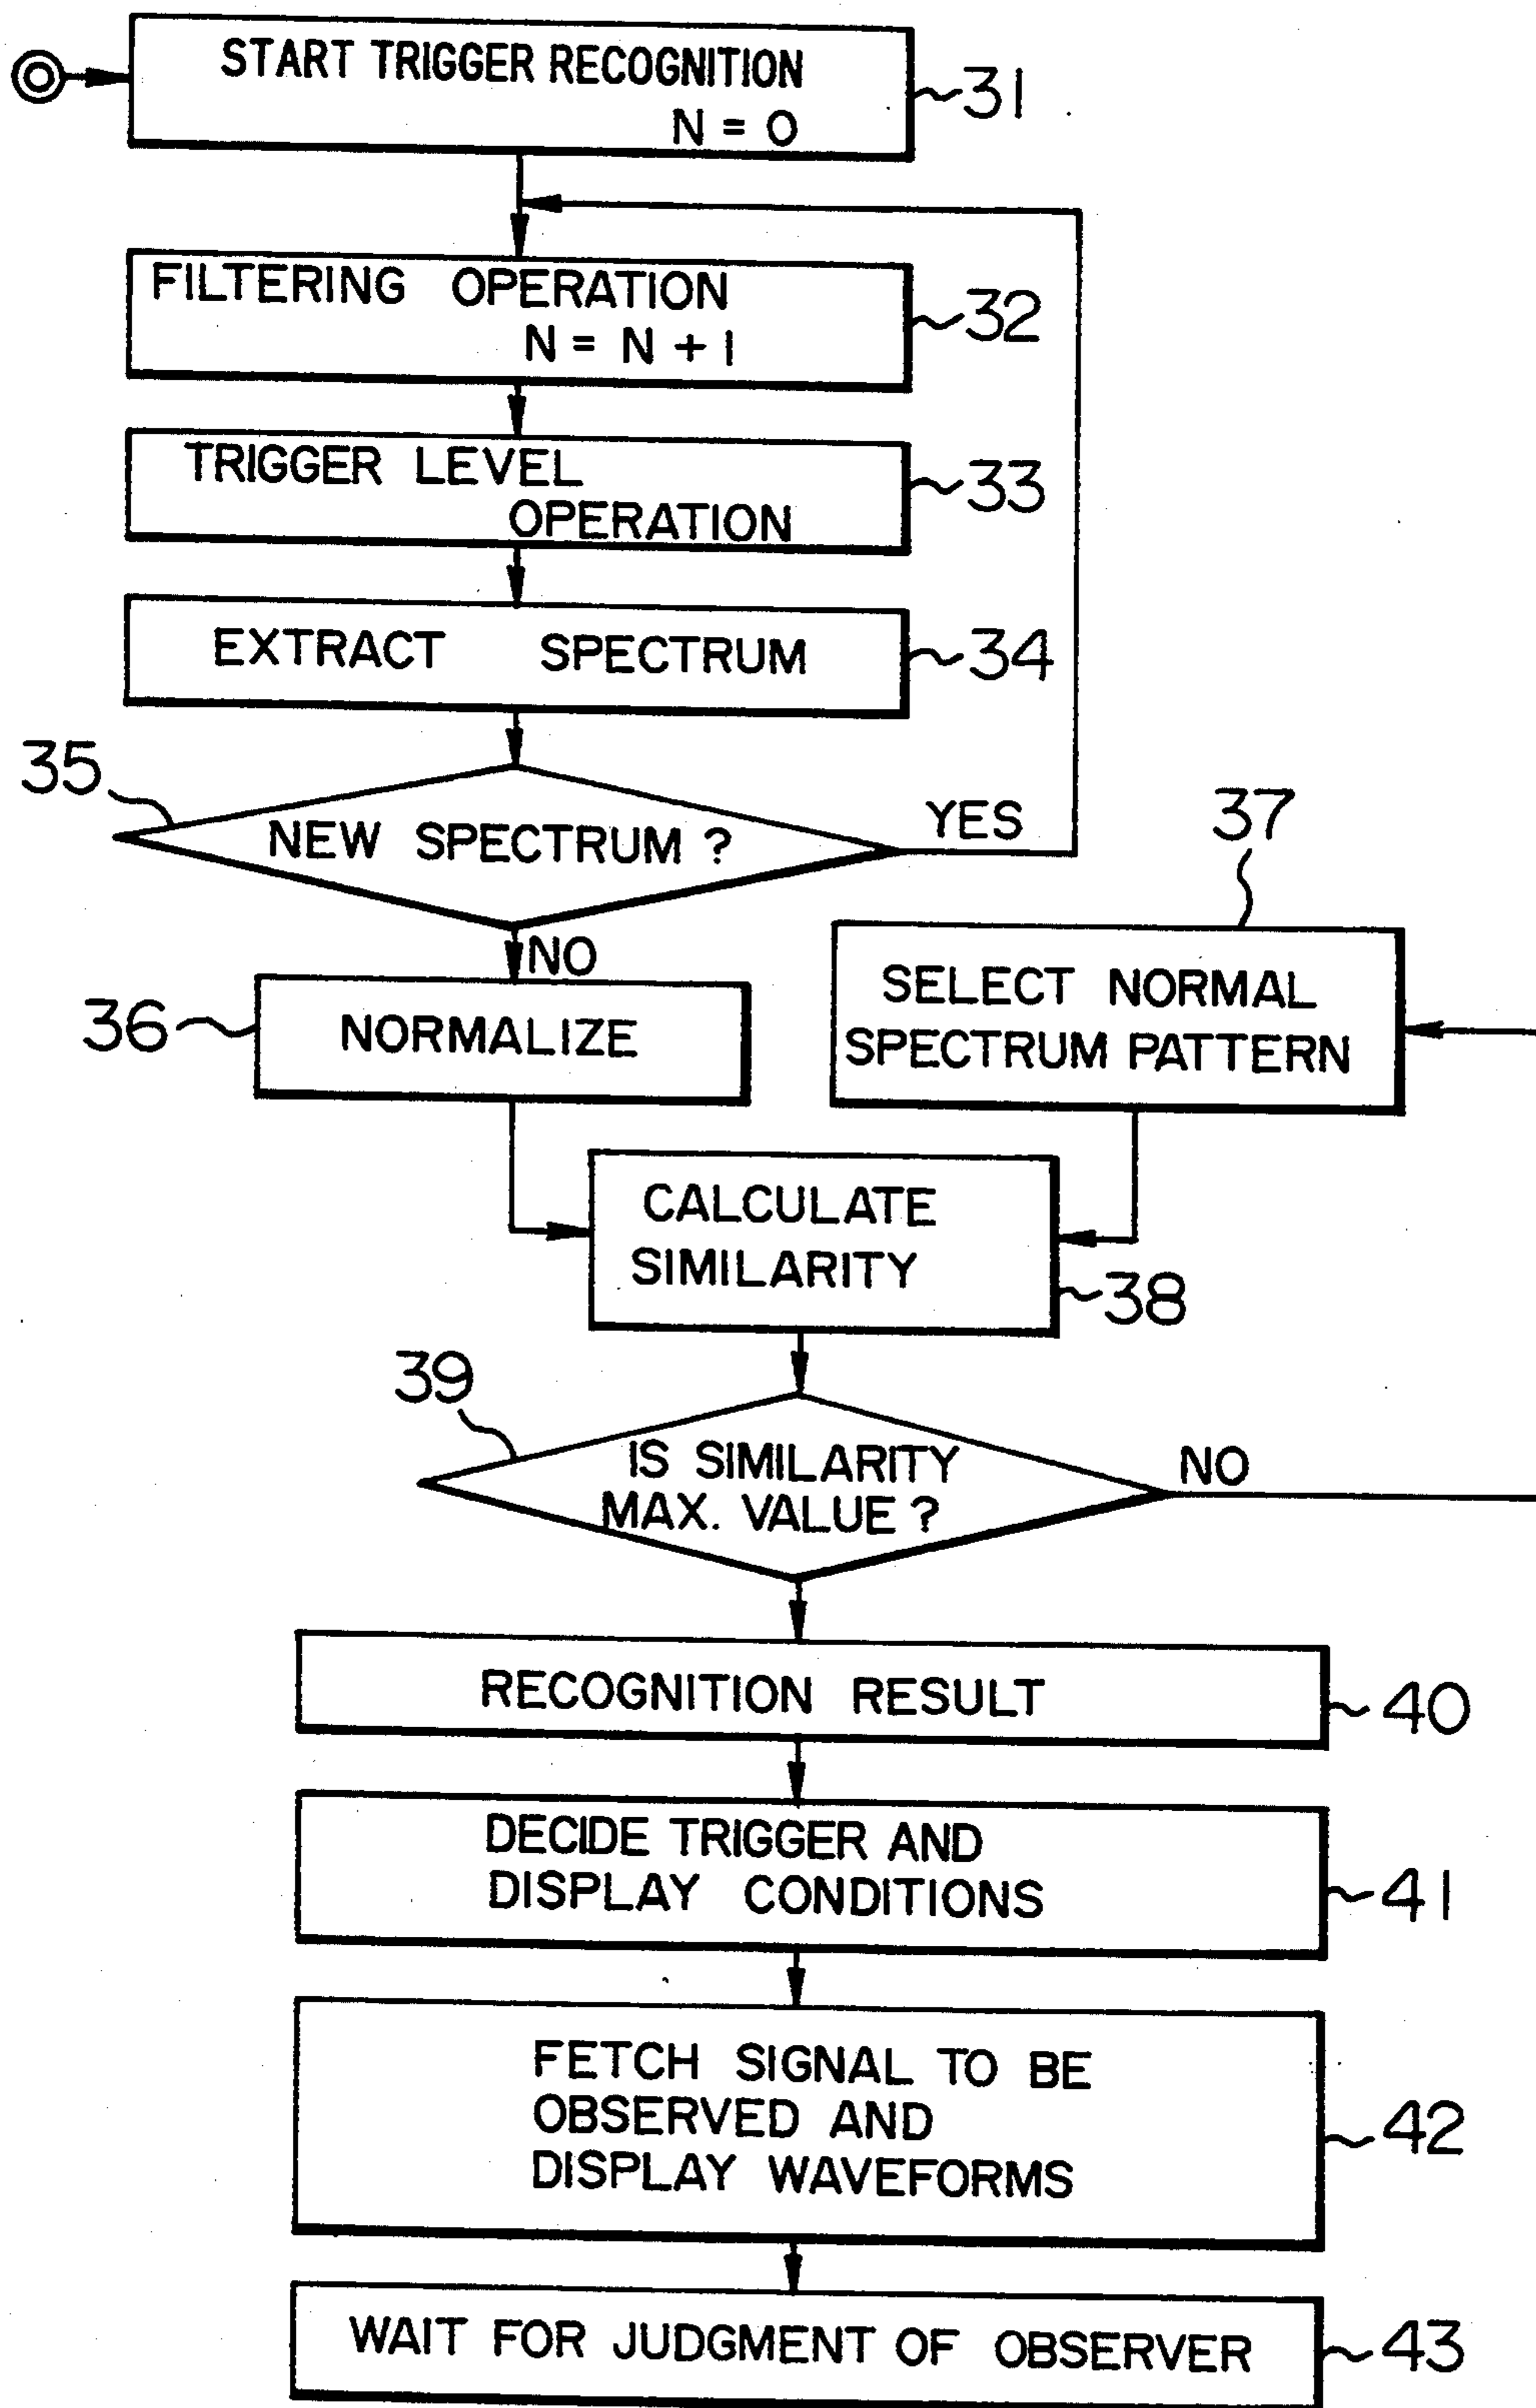 START TRIGGER RECOGNITION
N = 0
31
FILTERING OPERATION
N = N + 1
32
TRIGGER LEVEL
OPERATION
33
EXTRACT SPECTRUM
34
35
NEW SPECTRUM ?
YES
NO
37
36
NORMALIZE
SELECT NORMAL
SPECTRUM PATTERN
CALCULATE
SIMILARITY
38
39
IS SIMILARITY
MAX. VALUE ?
NO
RECOGNITION RESULT
40
DECIDE TRIGGER AND
DISPLAY CONDITIONS
41
FETCH SIGNAL TO BE
OBSERVED AND
DISPLAY WAVEFORMS
42
WAIT FOR JUDGMENT OF OBSERVER
43